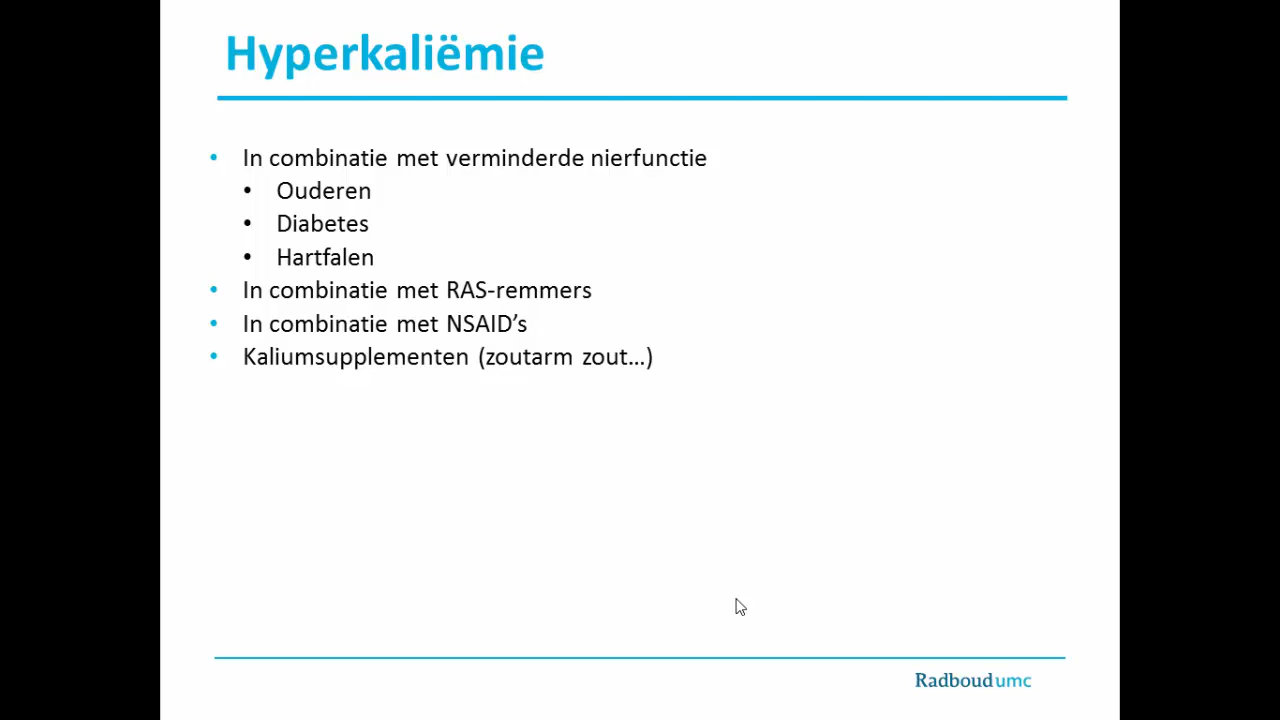 Hyperkaliëmie
• In combinatie met verminderde nierfunctie
• Ouderen
• Diabetes
• Hartfalen
• In combinatie met RAS-remmers
• In combinatie met NSAID’s
• Kaliumsupplementen (zoutarm zout…)
Radboudumc